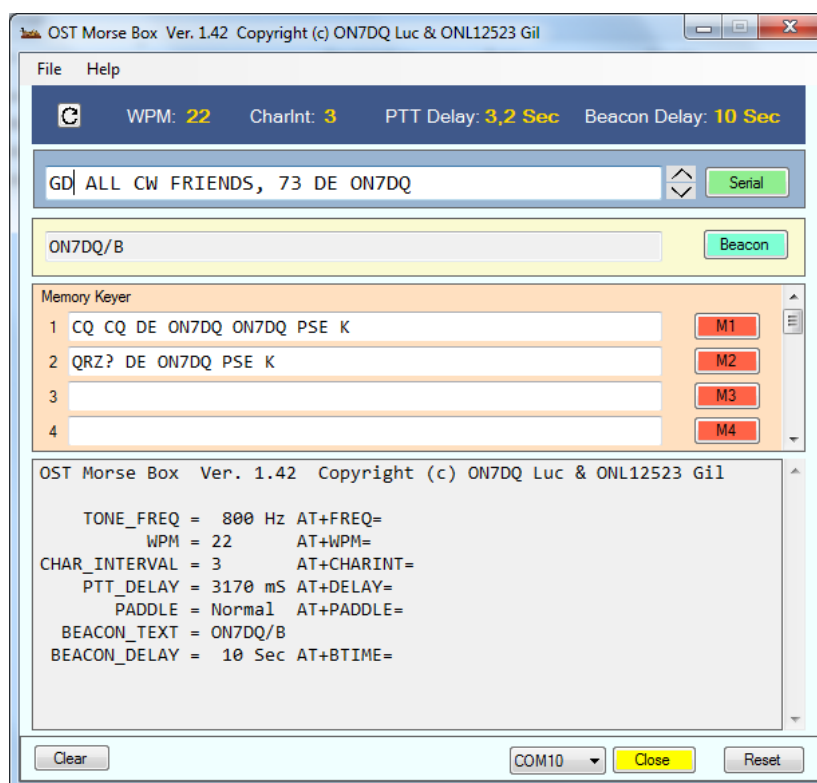 OST Morse Box Ver. 1.42 Copyright (c) ON7DQ Luc & ONL12523 Gil
File Help
WPM: 22 CharInt: 3 PTT Delay: 3,2 Sec Beacon Delay: 10 Sec
GD ALL CW FRIENDS, 73 DE ON7DQ Serial
ON7DQ/B Beacon
Memory Keyer
1 CQ CQ DE ON7DQ ON7DQ PSE K M1
2 QRZ? DE ON7DQ PSE K M2
3 M3
4 M4
OST Morse Box Ver. 1.42 Copyright (c) ON7DQ Luc & ONL12523 Gil
TONE_FREQ = 800 Hz AT+FREQ=
WPM = 22 AT+WPM=
CHAR_INTERVAL = 3 AT+CHARINT=
PTT_DELAY = 3170 mS AT+DELAY=
PADDLE = Normal AT+PADDLE=
BEACON_TEXT = ON7DQ/B
BEACON_DELAY = 10 Sec AT+BTIME=
Clear COM10 Close Reset